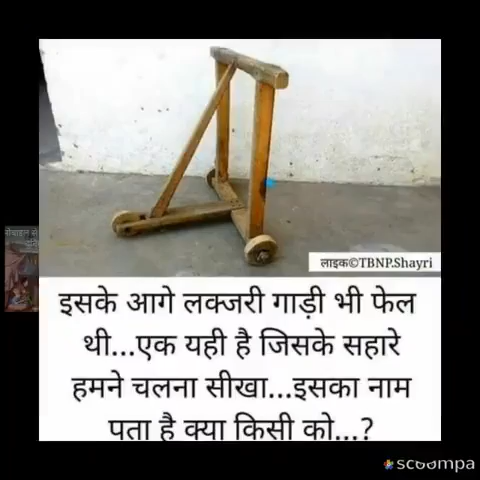 लाइक©TBNP.Shayri
इसके आगे लक्जरी गाड़ी भी फेल
थी...एक यही है जिसके सहारे
हमने चलना सीखा...इसका नाम
पता है क्या किसी को...?
scoompa